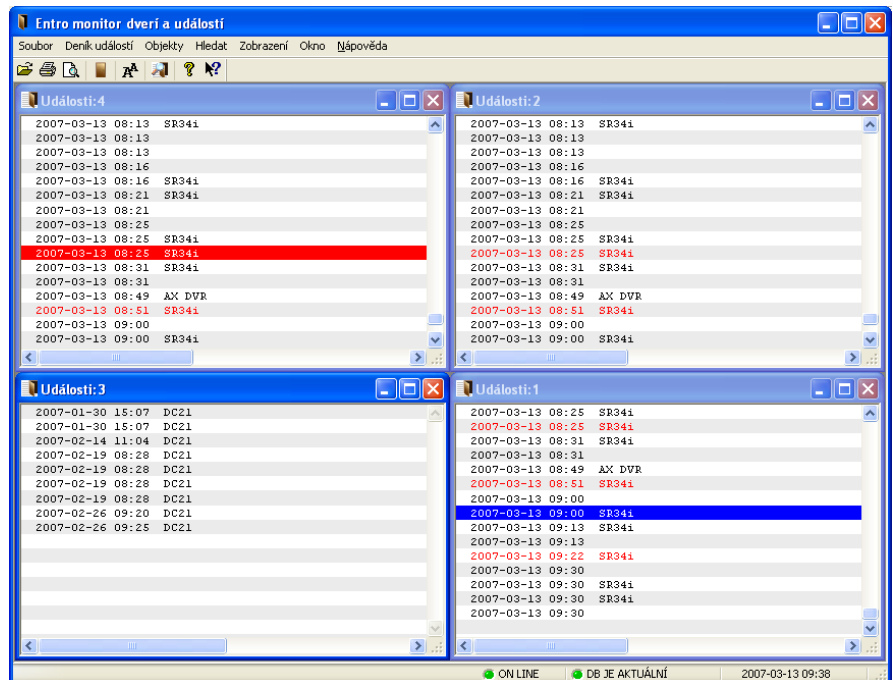 Entro monitor dveří a událostí
Soubor Deník událostí Objekty Hledat Zobrazení Okno Nápověda
Události:4
2007-03-13 08:13 SR34i
2007-03-13 08:13
2007-03-13 08:13
2007-03-13 08:16
2007-03-13 08:16 SR34i
2007-03-13 08:21 SR34i
2007-03-13 08:21
2007-03-13 08:25
2007-03-13 08:25 SR34i
2007-03-13 08:25 SR34i
2007-03-13 08:31 SR34i
2007-03-13 08:31
2007-03-13 08:49 AX DVR
2007-03-13 08:51 SR34i
2007-03-13 09:00
2007-03-13 09:00 SR34i
Události:2
2007-03-13 08:13 SR34i
2007-03-13 08:13
2007-03-13 08:13
2007-03-13 08:16
2007-03-13 08:16 SR34i
2007-03-13 08:21 SR34i
2007-03-13 08:21
2007-03-13 08:25
2007-03-13 08:25 SR34i
2007-03-13 08:25 SR34i
2007-03-13 08:31 SR34i
2007-03-13 08:31
2007-03-13 08:49 AX DVR
2007-03-13 08:51 SR34i
2007-03-13 09:00
2007-03-13 09:00 SR34i
Události:3
2007-01-30 15:07 DC21
2007-01-30 15:07 DC21
2007-02-14 11:04 DC21
2007-02-19 08:28 DC21
2007-02-19 08:28 DC21
2007-02-19 08:28 DC21
2007-02-19 08:28 DC21
2007-02-26 09:20 DC21
2007-02-26 09:25 DC21
Události:1
2007-03-13 08:25 SR34i
2007-03-13 08:25 SR34i
2007-03-13 08:31 SR34i
2007-03-13 08:31
2007-03-13 08:49 AX DVR
2007-03-13 08:51 SR34i
2007-03-13 09:00
2007-03-13 09:00 SR34i
2007-03-13 09:13 SR34i
2007-03-13 09:13
2007-03-13 09:22 SR34i
2007-03-13 09:30
2007-03-13 09:30 SR34i
2007-03-13 09:30 SR34i
2007-03-13 09:30
ON LINE DB JE AKTUÁLNÍ 2007-03-13 09:38